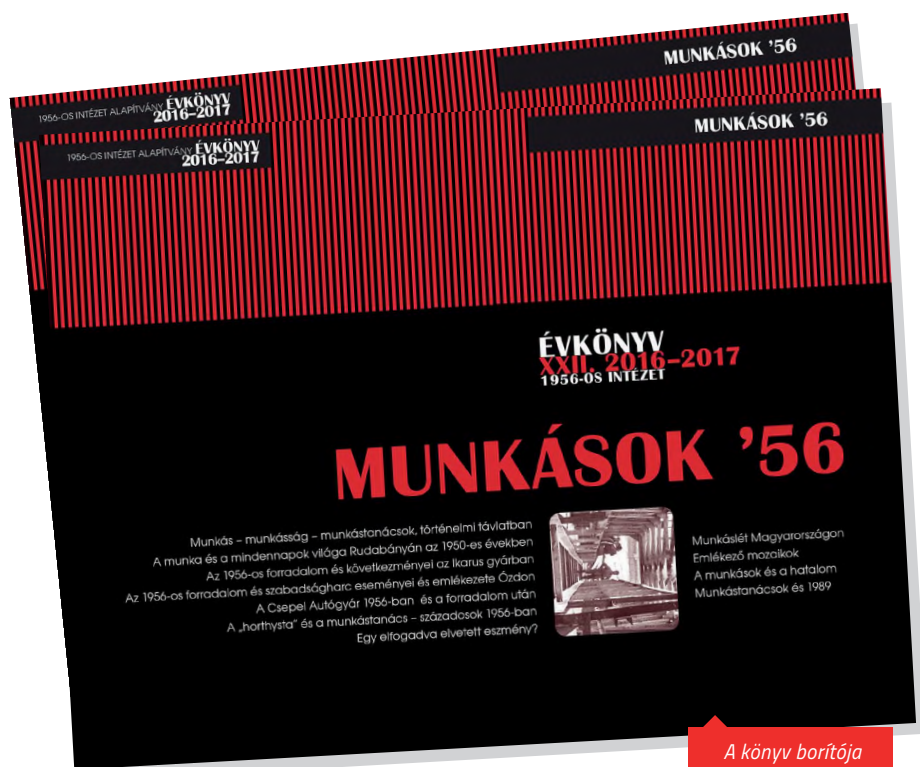 MUNKÁSOK ’56
1956-OS INTÉZET ALAPÍTVÁNY ÉVKÖNYV
2016–2017
MUNKÁSOK ’56
1956-OS INTÉZET ALAPÍTVÁNY ÉVKÖNYV
2016–2017
ÉVKÖNYV
XXII. 2016–2017
1956-OS INTÉZET
MUNKÁSOK ’56
Munkás – munkásság – munkástanácsok, történelmi távlatban
A munka és a mindennapok világa Rudabányán az 1950-es években
Az 1956-os forradalom és következményei az Ikarus gyárban
Az 1956-os forradalom és szabadságharc eseményei és emlékezete Ózdon
A Csepel Autógyár 1956-ban és a forradalom után
A „horthysta” és a munkástanács – századosok 1956-ban
Egy elfogadva elvetett eszmény?
Munkáslét Magyarországon
Emlékező mozaikok
A munkások és a hatalom
Munkástanácsok és 1989
A könyv borítója